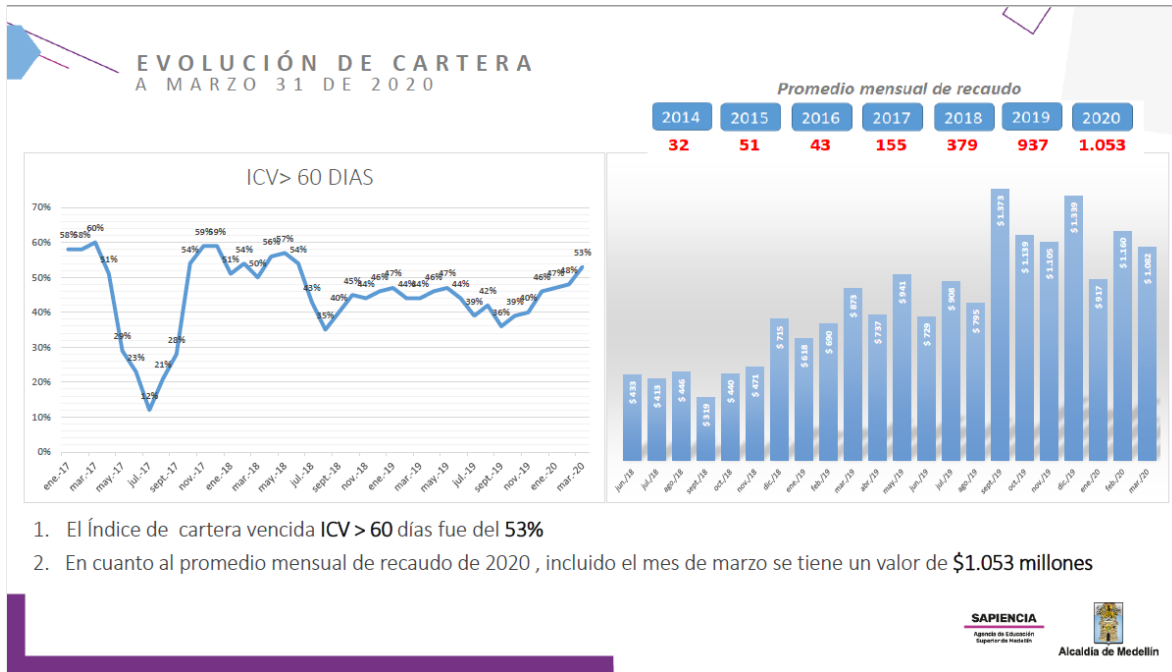 EVOLUCIÓN DE CARTERA
A MARZO 31 DE 2020
Promedio mensual de recaudo
2014 2015 2016 2017 2018 2019 2020
32 51 43 155 379 937 1.053
ICV> 60 DIAS
70%
60%
50%
40%
30%
20%
10%
0%
58% 58% 60% 51% 29% 23% 12% 21% 28% 54% 59% 59% 51% 54% 50% 56% 57% 54% 43% 35% 40% 45% 44% 46% 47% 44% 44% 46% 47% 44% 39% 42% 36% 39% 40% 46% 47% 48% 53%
ene.-17 mar.-17 may.-17 jul.-17 sept.-17 nov.-17 ene.-18 mar.-18 may.-18 jul.-18 sept.-18 nov.-18 ene.-19 mar.-19 may.-19 jul.-19 sept.-19 nov.-19 ene.-20 mar.-20
$ 433 $ 413 $ 446 $ 319 $ 440 $ 471 $ 715 $ 618 $ 690 $ 873 $ 737 $ 941 $ 729 $ 908 $ 795 $ 1.373 $ 1.139 $ 1.105 $ 1.339 $ 917 $ 1.160 $ 1.082
jun./18 jul./18 ago./18 sept./18 oct./18 nov./18 dic./18 ene./19 feb./19 mar./19 abr./19 may./19 jun./19 jul./19 ago./19 sept./19 oct./19 nov./19 dic./19 ene./20 feb./20 mar./20
1. El Índice de cartera vencida ICV > 60 días fue del 53%
2. En cuanto al promedio mensual de recaudo de 2020 , incluido el mes de marzo se tiene un valor de $1.053 millones
SAPIENCIA
Agencia de Educación
Superior de Medellín
Alcaldía de Medellín